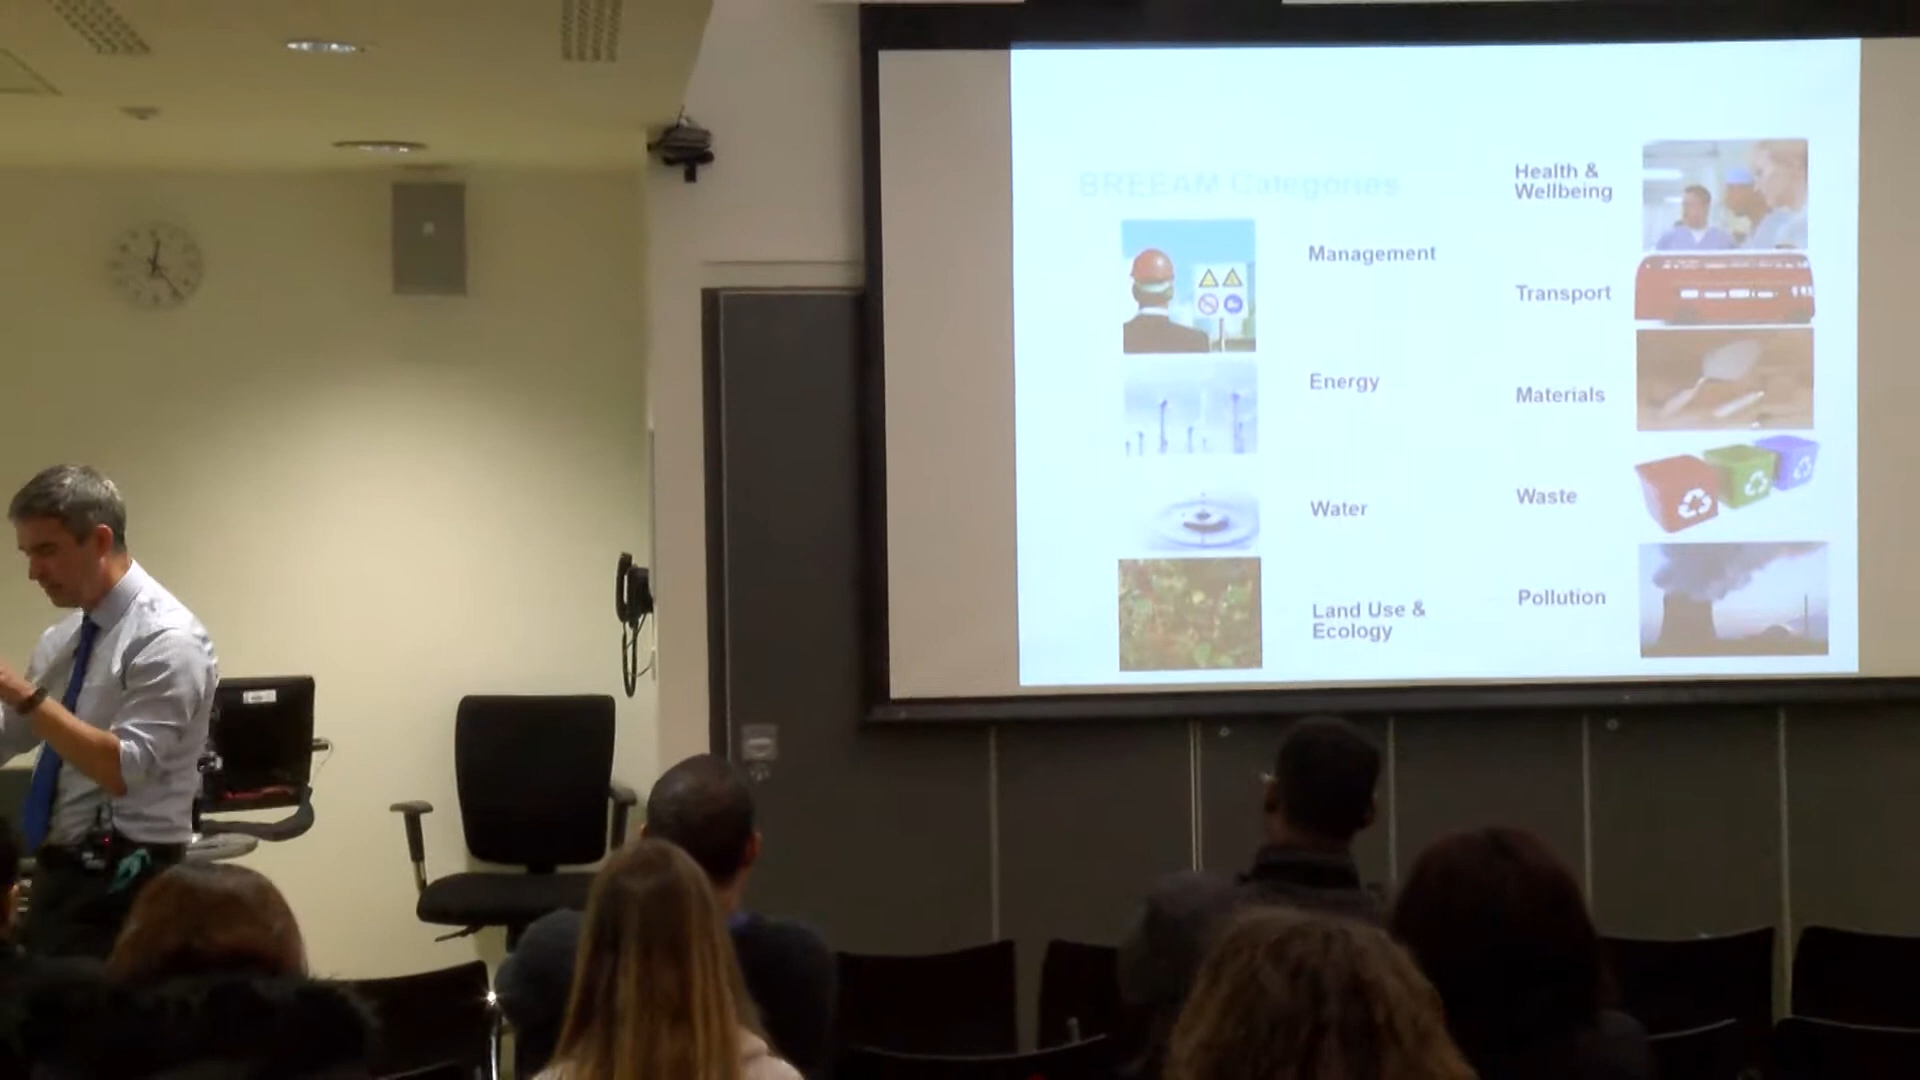 BREEAM Categories
Management
Energy
Water
Land Use &
Ecology
Health &
Wellbeing
Transport
Materials
Waste
Pollution